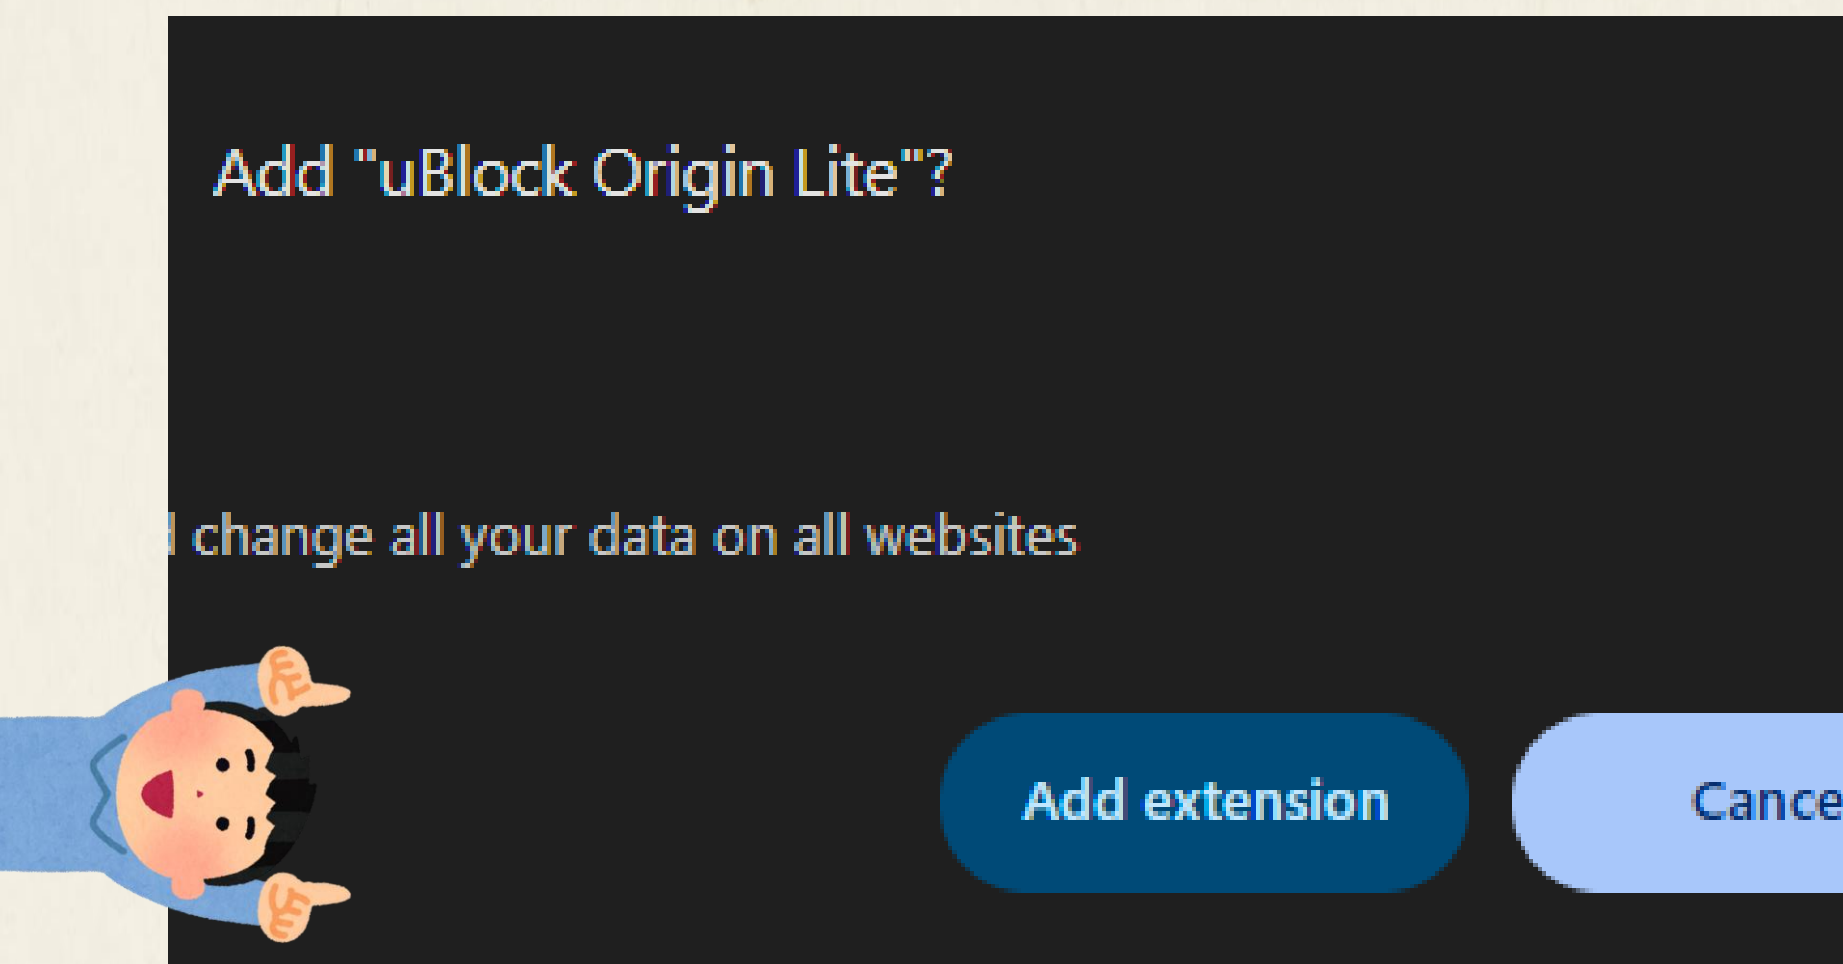 Add "uBlock Origin Lite"?
change all your data on all websites
Add extension
Cance